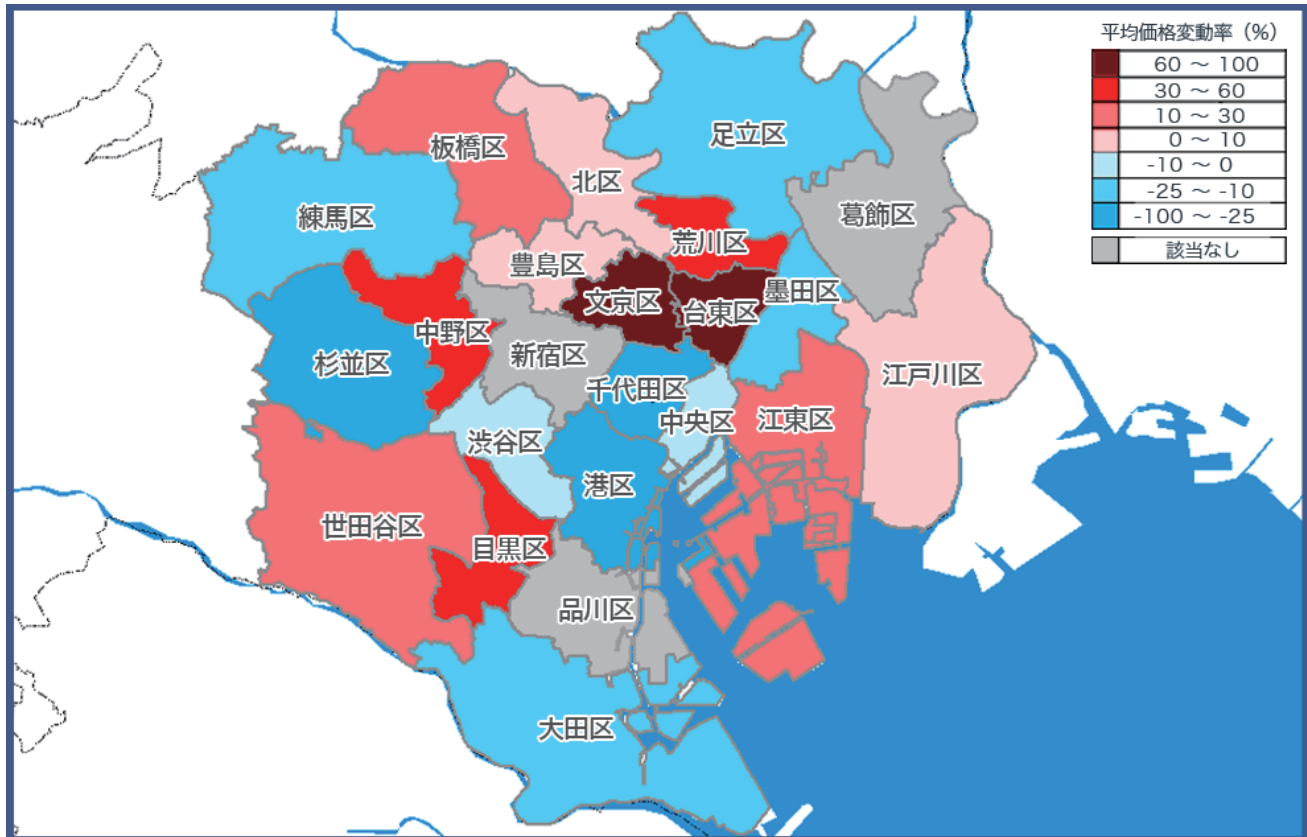 平均価格変動率（%）
60 ～ 100
30 ～ 60
10 ～ 30
0 ～ 10
-10 ～ 0
-25 ～ -10
-100 ～ -25
該当なし
足立区
板橋区
北区
葛飾区
練馬区
荒川区
豊島区
墨田区
文京区
台東区
中野区
新宿区
杉並区
江戸川区
千代田区
中央区
江東区
渋谷区
港区
世田谷区
目黒区
品川区
大田区